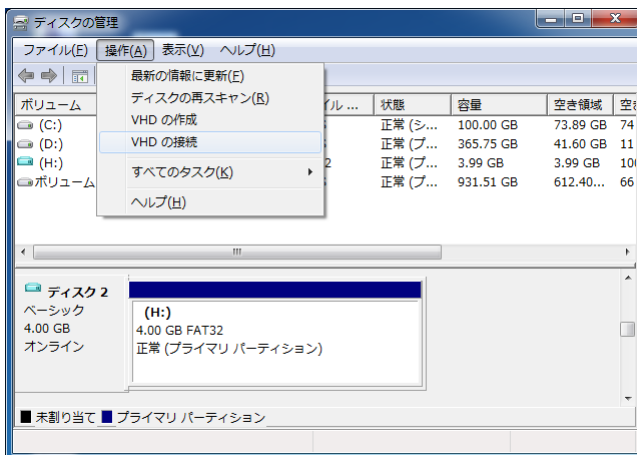 ディスクの管理
ファイル(F) 操作(A) 表示(V) ヘルプ(H)
最新の情報に更新(F)
ディスクの再スキャン(R)
VHD の作成
VHD の接続
すべてのタスク(K)
ヘルプ(H)
ボリューム イル ... 状態 容量 空き領域 空き
(C:) 正常 (シ... 100.00 GB 73.89 GB 74
(D:) 正常 (プ... 365.75 GB 41.60 GB 11
(H:) 2 正常 (プ... 3.99 GB 3.99 GB 100
ボリューム 正常 (プ... 931.51 GB 612.40... 66
ディスク 2
ベーシック
4.00 GB
オンライン
(H:)
4.00 GB FAT32
正常 (プライマリ パーティション)
未割り当て プライマリ パーティション